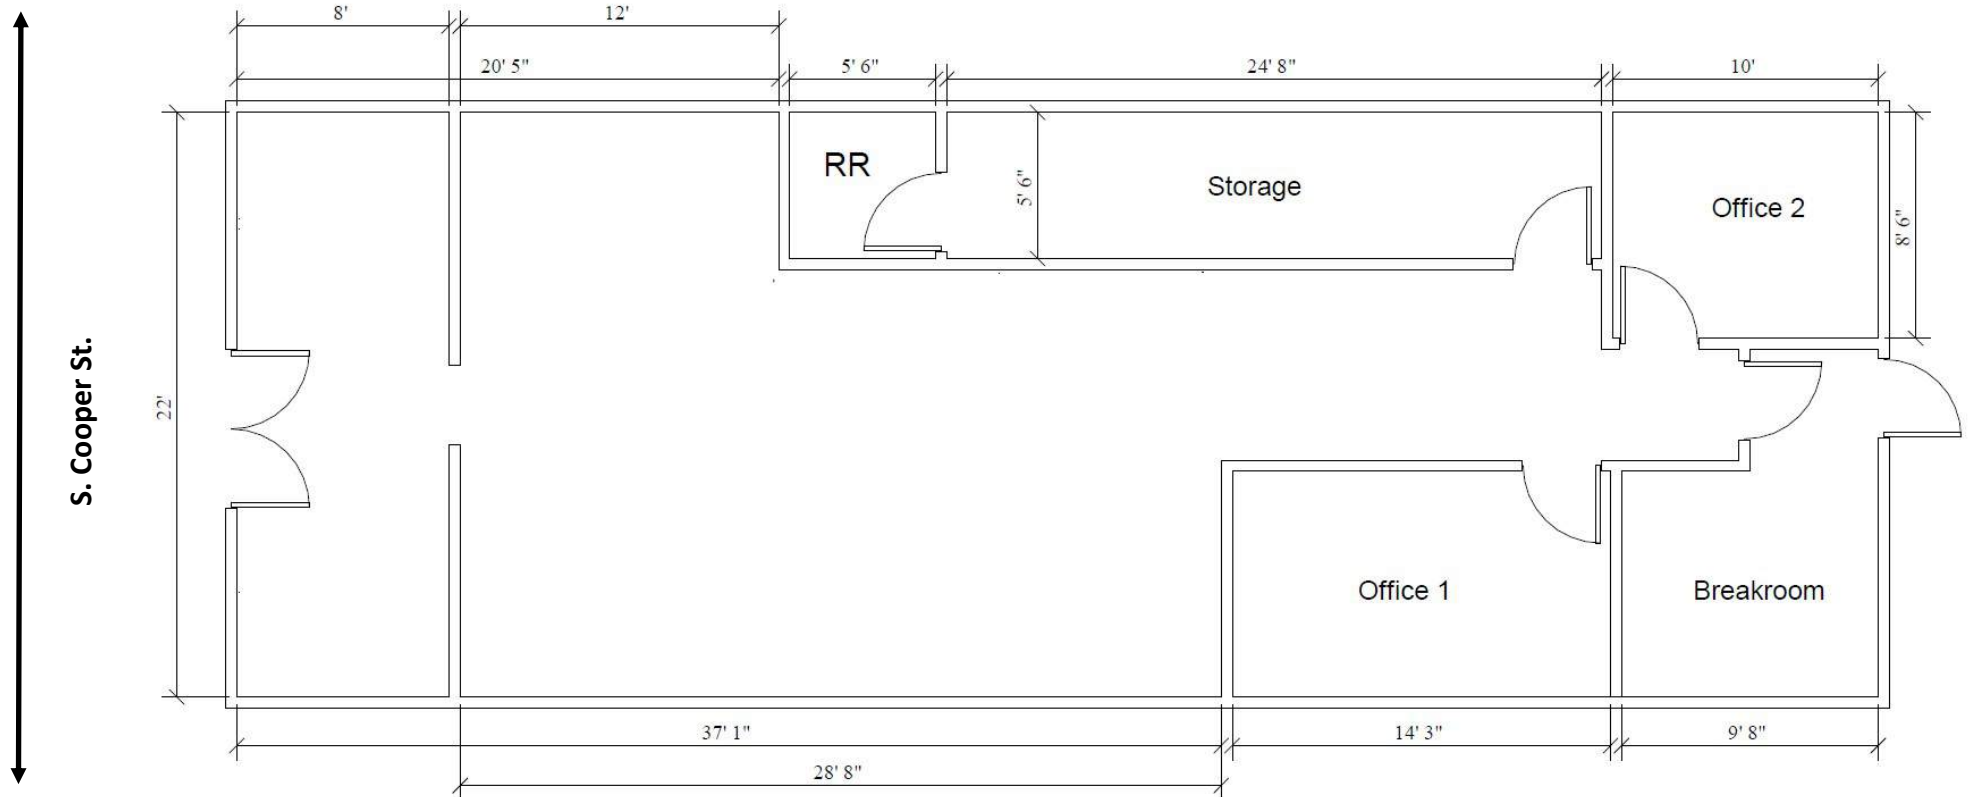 8'
12'
20' 5"
5' 6"
24' 8"
10'
RR
Storage
5' 6"
Office 2
8' 6"
S. Cooper St.
22'
Office 1
Breakroom
37' 1"
14' 3"
9' 8"
28' 8"